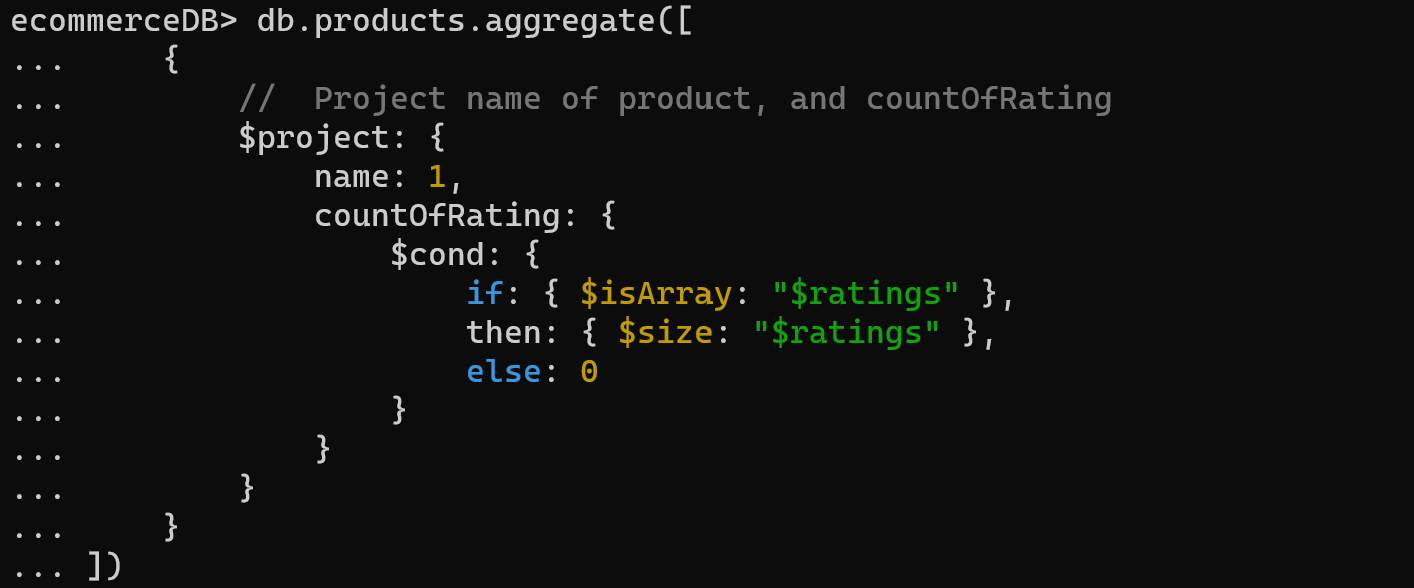 ecommerceDB> db.products.aggregate([
...     {
...         //  Project name of product, and countOfRating
...         $project: {
...             name: 1,
...             countOfRating: {
...                 $cond: {
...                     if: { $isArray: "$ratings" },
...                     then: { $size: "$ratings" },
...                     else: 0
...                 }
...             }
...         }
...     }
... ])